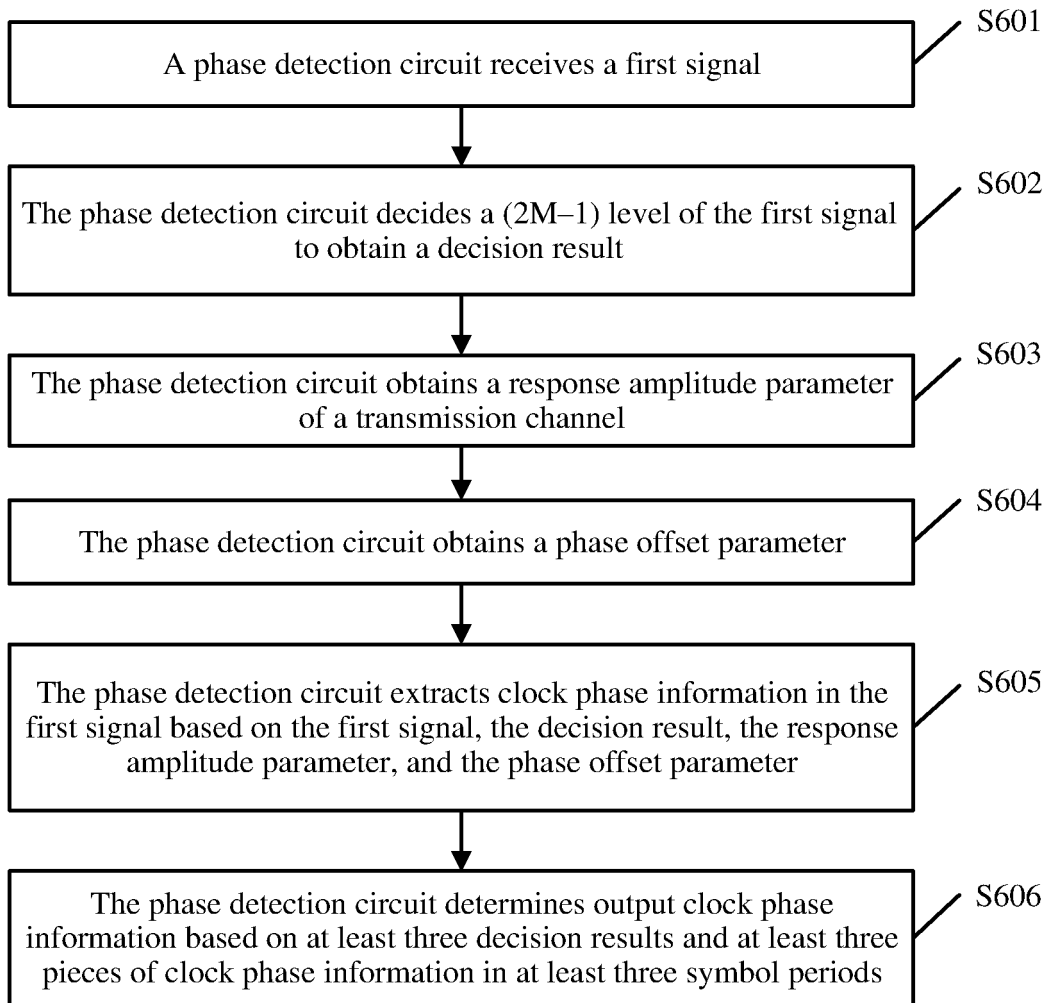 S601
A phase detection circuit receives a first signal
S602
The phase detection circuit decides a (2M–1) level of the first signal
to obtain a decision result
S603
The phase detection circuit obtains a response amplitude parameter
of a transmission channel
S604
The phase detection circuit obtains a phase offset parameter
S605
The phase detection circuit extracts clock phase information in the
first signal based on the first signal, the decision result, the response
amplitude parameter, and the phase offset parameter
S606
The phase detection circuit determines output clock phase
information based on at least three decision results and at least three
pieces of clock phase information in at least three symbol periods